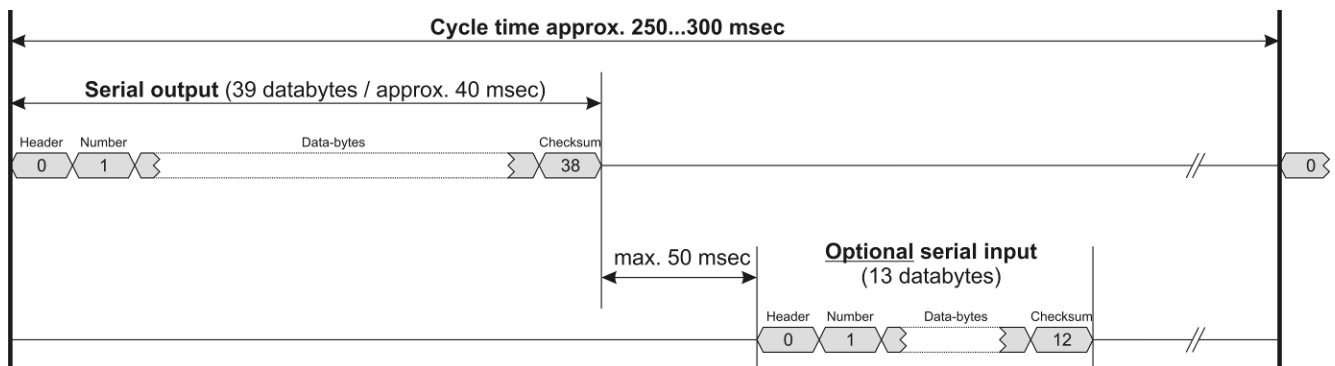 Cycle time approx. 250...300 msec
Serial output (39 databytes / approx. 40 msec)
Header Number Data-bytes Checksum
0 1 38 0
max. 50 msec
Optional serial input
(13 databytes)
Header Number Data-bytes Checksum
0 1 12